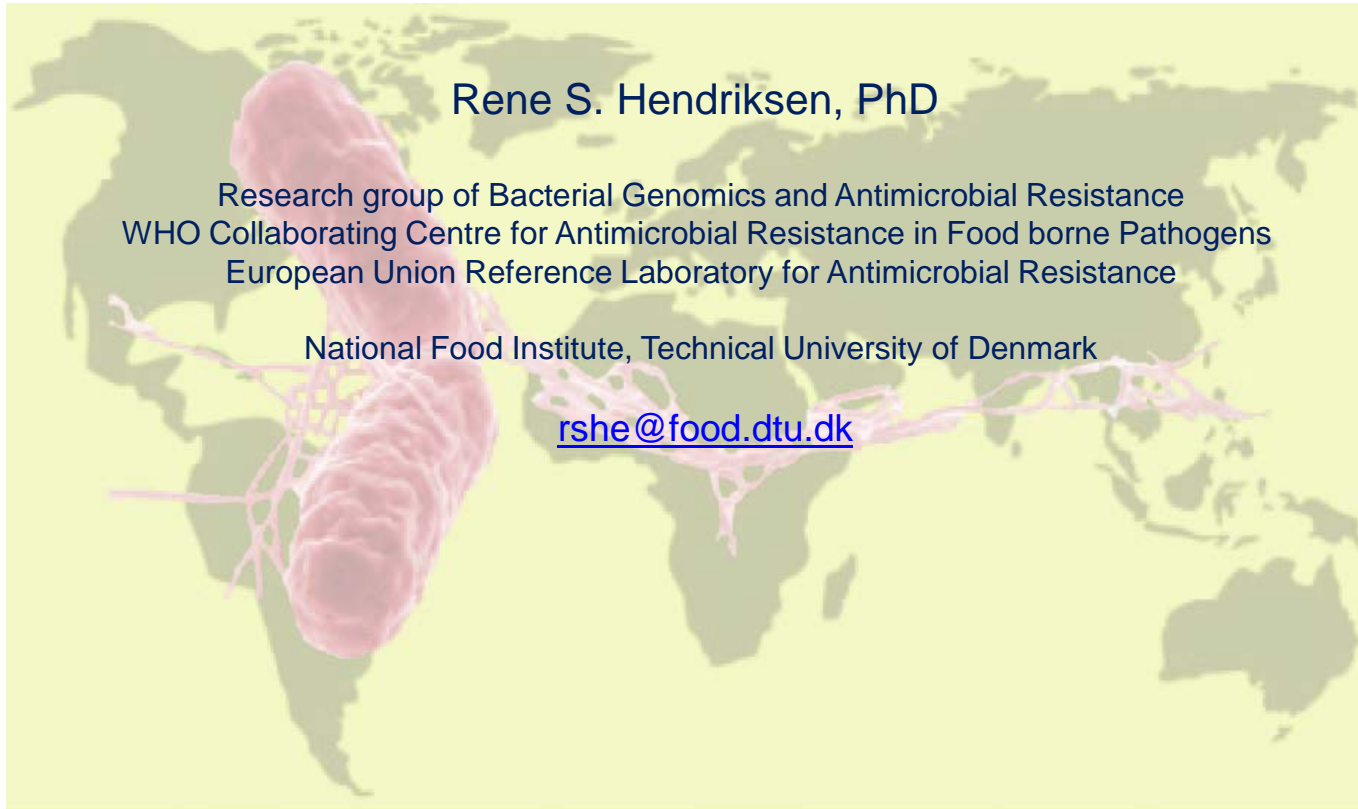 Rene S. Hendriksen, PhD
Research group of Bacterial Genomics and Antimicrobial Resistance
WHO Collaborating Centre for Antimicrobial Resistance in Food borne Pathogens
European Union Reference Laboratory for Antimicrobial Resistance
National Food Institute, Technical University of Denmark
rshe@food.dtu.dk